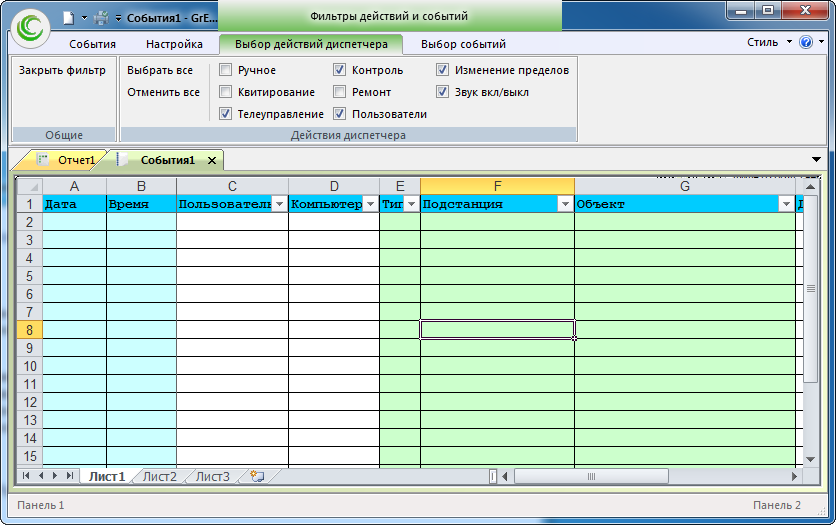 События1 - GrE...
Фильтры действий и событий
События Настройка Выбор действий диспетчера Выбор событий Стиль
Закрыть фильтр
Общие
Выбрать все Ручное Контроль Изменение пределов
Отменить все Квитирование Ремонт Звук вкл/выкл
Телеуправление Пользователи
Действия диспетчера
Отчет1 События1
A B C D E F G
1 Дата Время Пользователь Компьютер Тип Подстанция Объект
2
3
4
5
6
7
8
9
10
11
12
13
14
15
Лист1 Лист2 Лист3
Панель 1 Панель 2